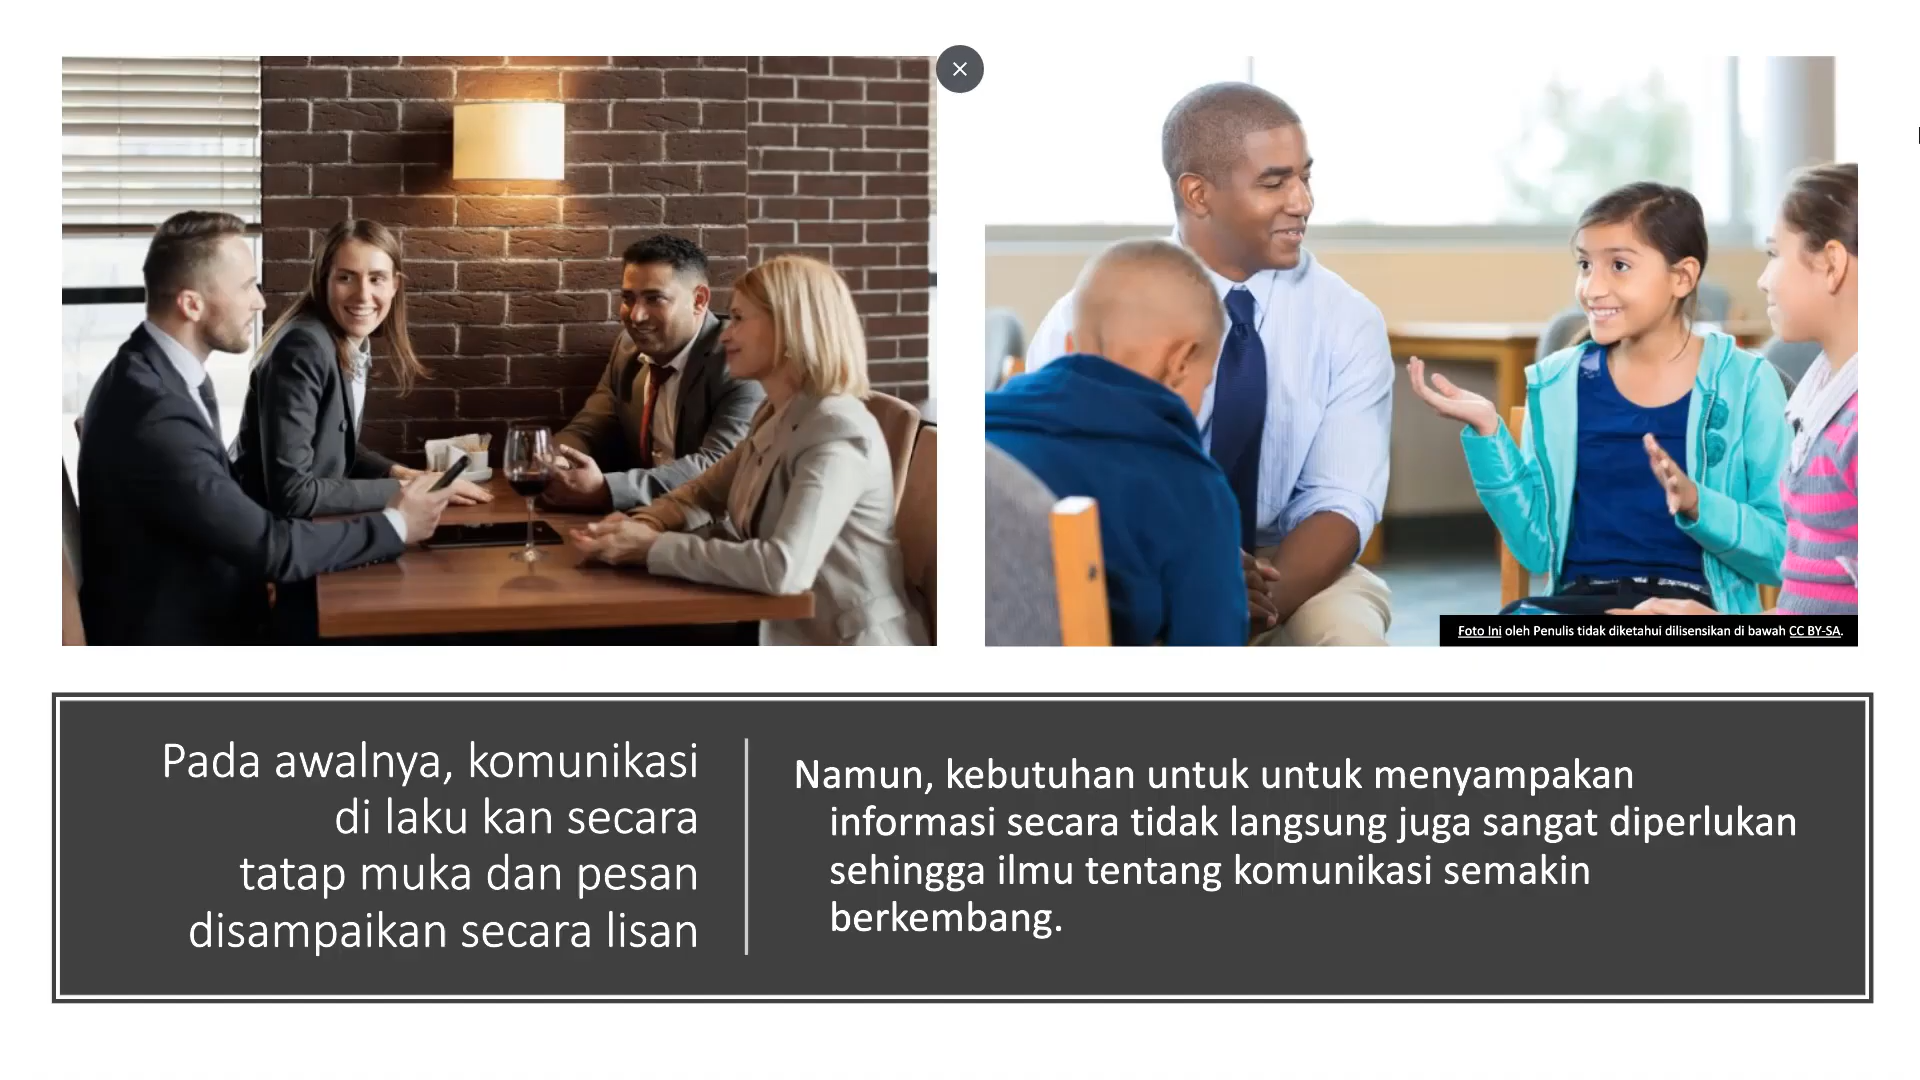 Foto Ini oleh Penulis tidak diketahui dilisensikan di bawah CC BY-SA.
Pada awalnya, komunikasi
di laku kan secara
tatap muka dan pesan
disampaikan secara lisan
Namun, kebutuhan untuk untuk menyampakan
informasi secara tidak langsung juga sangat diperlukan
sehingga ilmu tentang komunikasi semakin
berkembang.